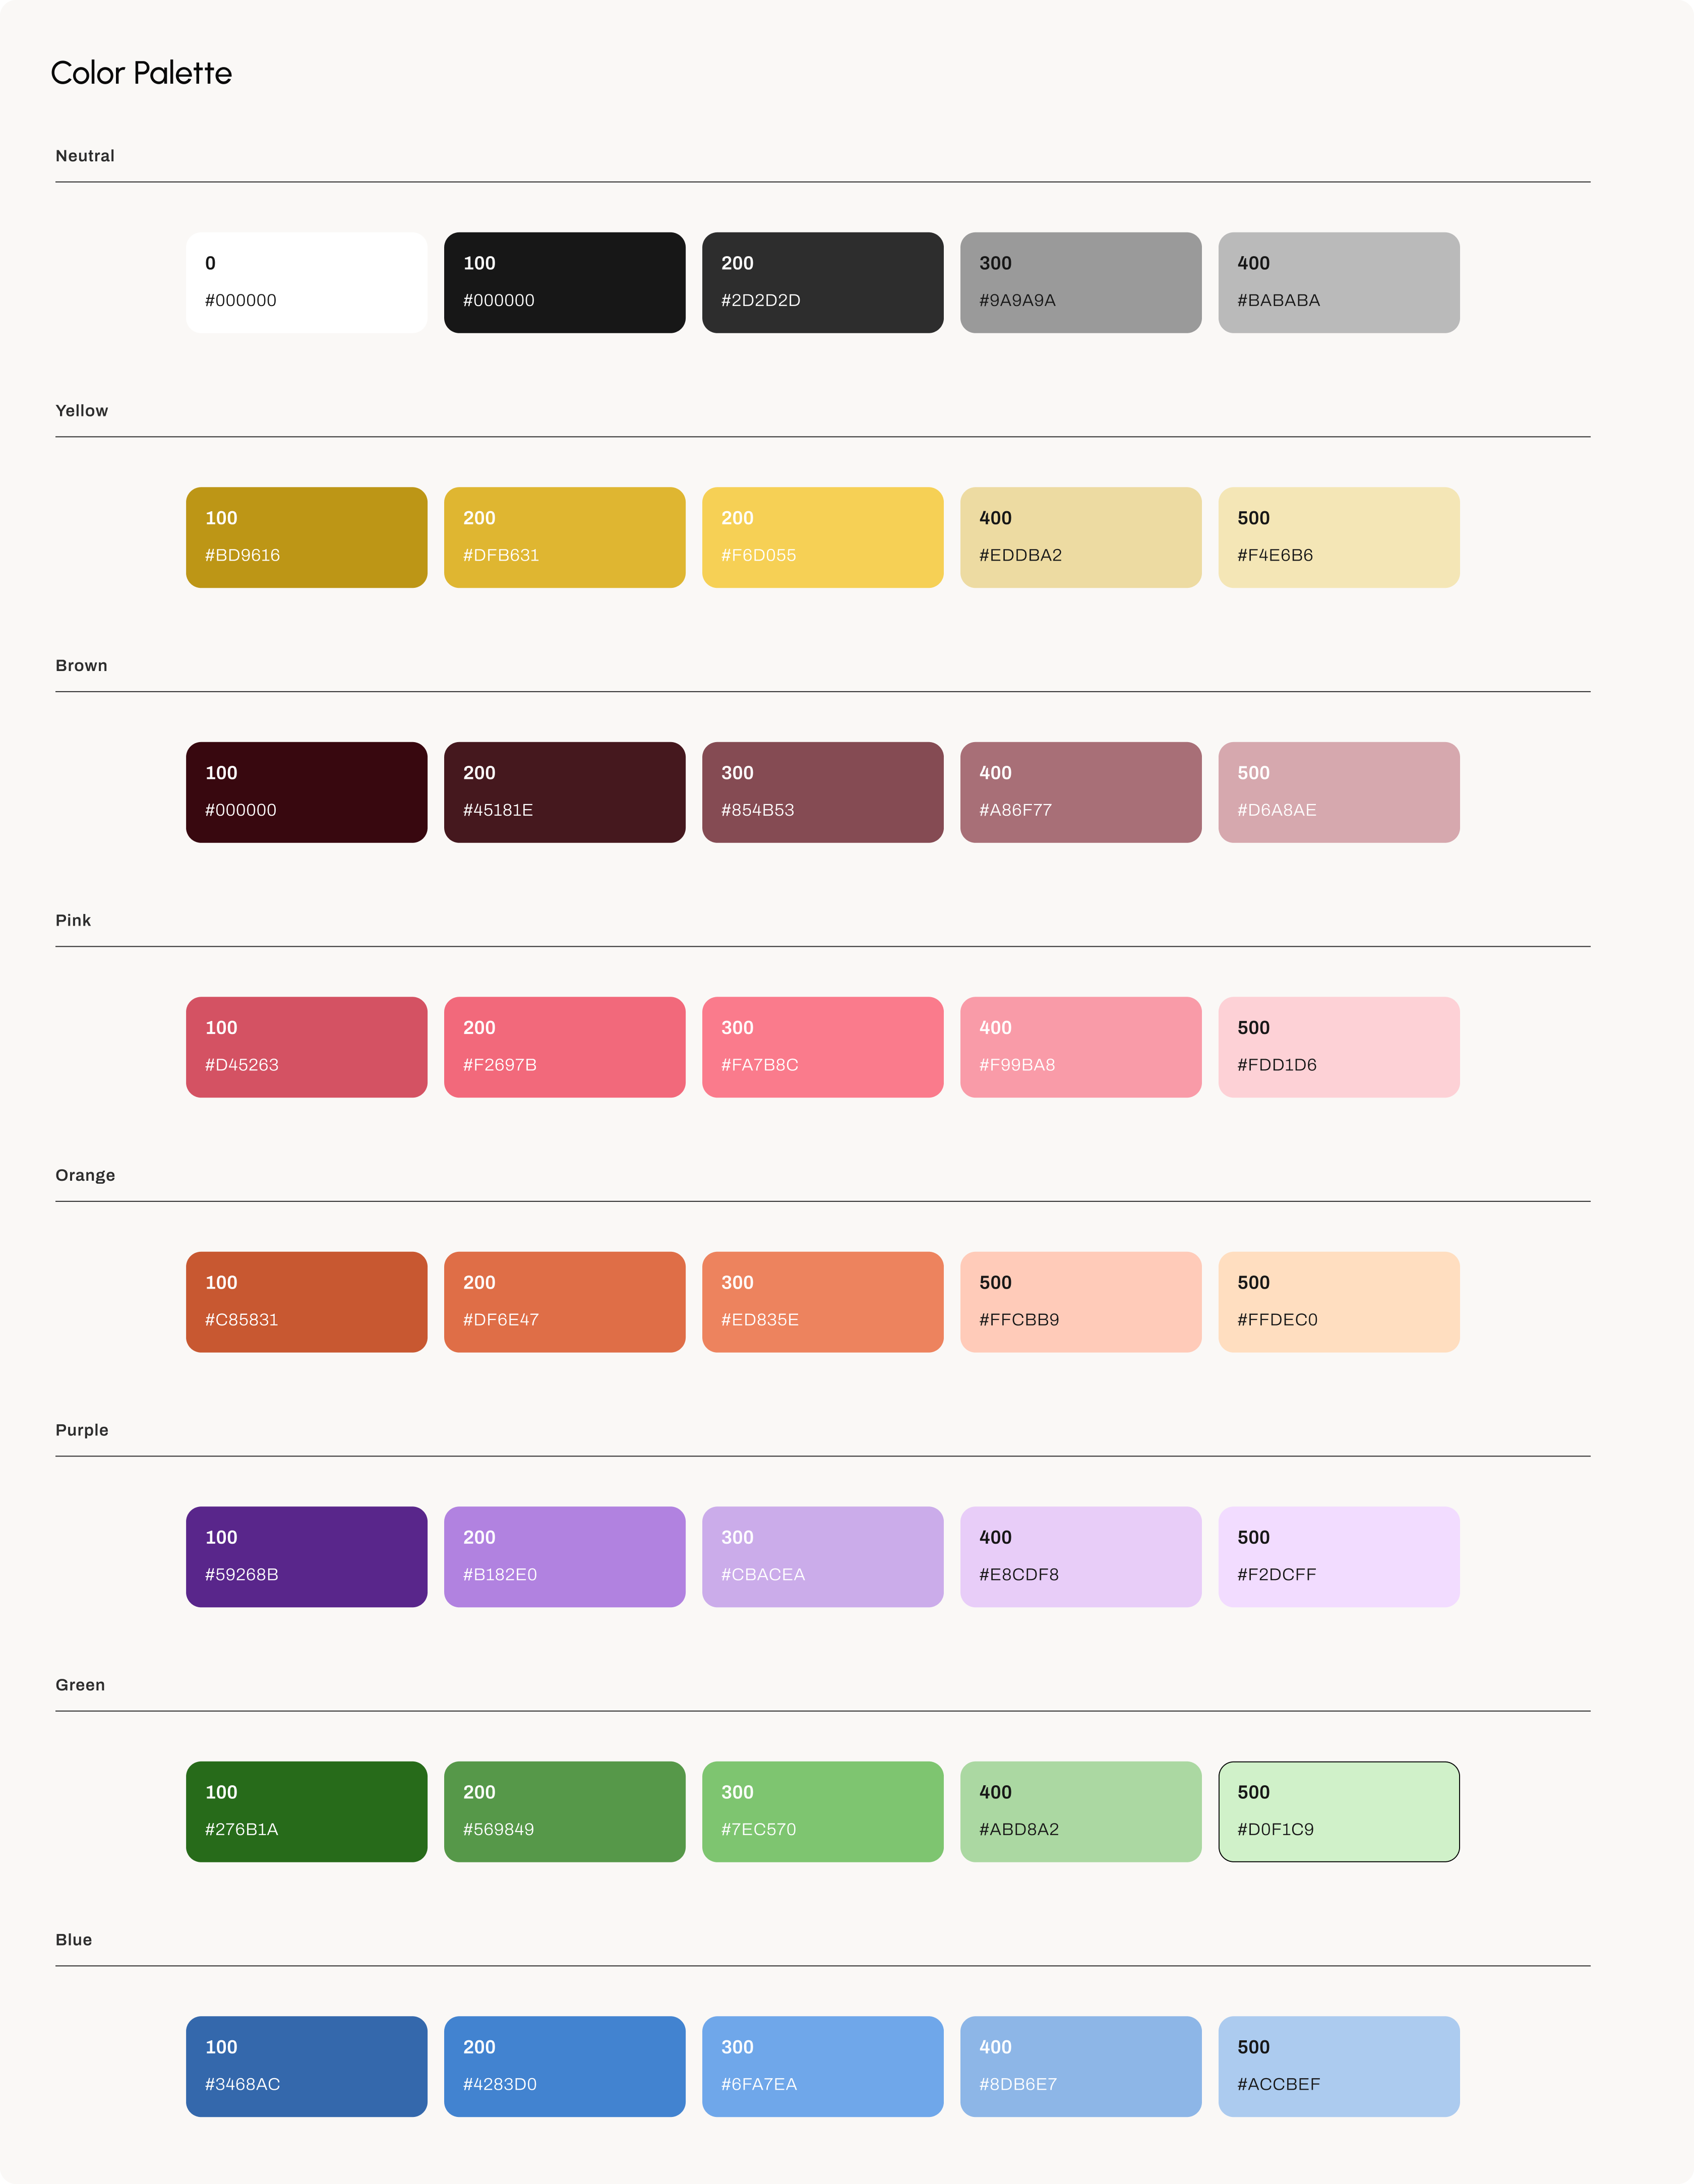 Color Palette
Neutral
0 100 200 300 400
#000000 #000000 #2D2D2D #9A9A9A #BABABA
Yellow
100 200 200 400 500
#BD9616 #DFB631 #F6D055 #EDDBA2 #F4E6B6
Brown
100 200 300 400 500
#000000 #45181E #854B53 #A86F77 #D6A8AE
Pink
100 200 300 400 500
#D45263 #F2697B #FA7B8C #F99BA8 #FDD1D6
Orange
100 200 300 500 500
#C85831 #DF6E47 #ED835E #FFCBB9 #FFDEC0
Purple
100 200 300 400 500
#59268B #B182E0 #CBACEA #E8CDF8 #F2DCFF
Green
100 200 300 400 500
#276B1A #569849 #7EC570 #ABD8A2 #D0F1C9
Blue
100 200 300 400 500
#3468AC #4283D0 #6FA7EA #8DB6E7 #ACCBEF